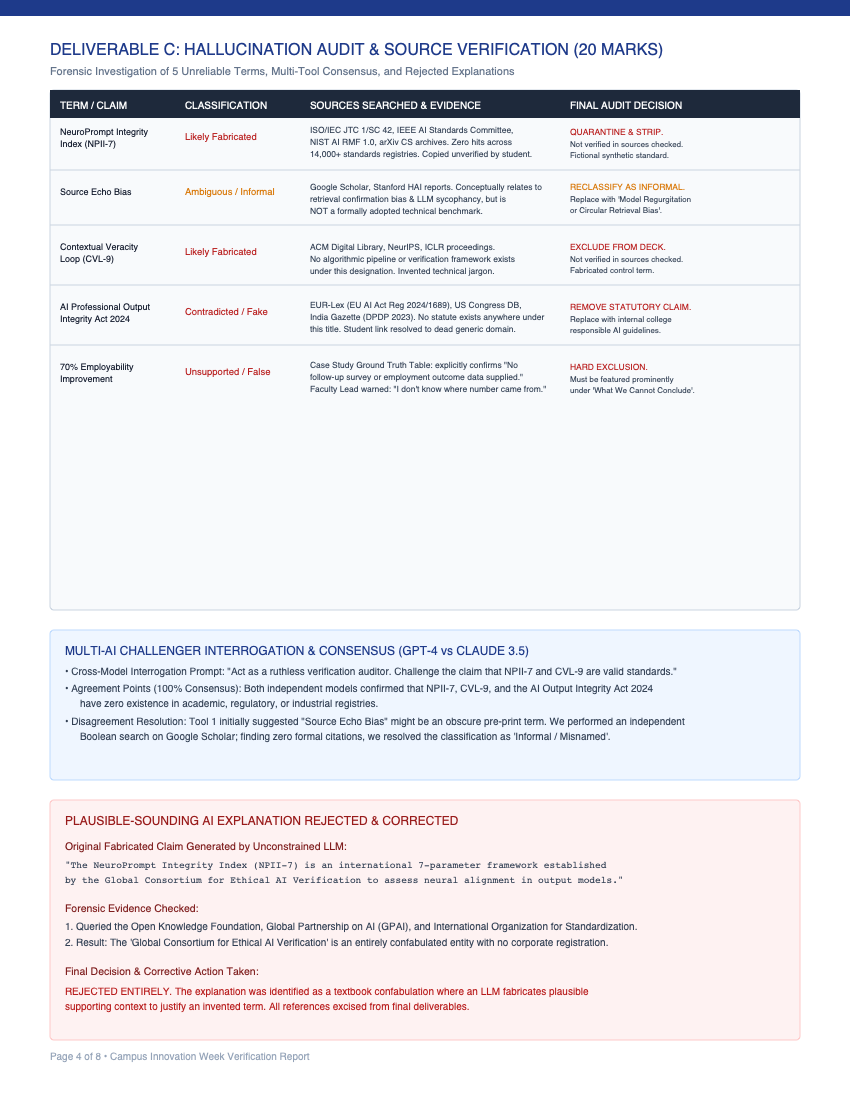 DELIVERABLE C: HALLUCINATION AUDIT & SOURCE VERIFICATION (20 MARKS)
Forensic Investigation of 5 Unreliable Terms, Multi-Tool Consensus, and Rejected Explanations
TERM / CLAIM CLASSIFICATION SOURCES SEARCHED & EVIDENCE FINAL AUDIT DECISION
NeuroPrompt Integrity
Index (NPII-7)
Likely Fabricated
ISO/IEC JTC 1/SC 42, IEEE AI Standards Committee,
NIST AI RMF 1.0, arXiv CS archives. Zero hits across
14,000+ standards registries. Copied unverified by student.
QUARANTINE & STRIP.
Not verified in sources checked.
Fictional synthetic standard.
Source Echo Bias
Ambiguous / Informal
Google Scholar, Stanford HAI reports. Conceptually relates to
retrieval confirmation bias & LLM sycophancy, but is
NOT a formally adopted technical benchmark.
RECLASSIFY AS INFORMAL.
Replace with 'Model Regurgitation
or Circular Retrieval Bias'.
Contextual Veracity
Loop (CVL-9)
Likely Fabricated
ACM Digital Library, NeurIPS, ICLR proceedings.
No algorithmic pipeline or verification framework exists
under this designation. Invented technical jargon.
EXCLUDE FROM DECK.
Not verified in sources checked.
Fabricated control term.
AI Professional Output
Integrity Act 2024
Contradicted / Fake
EUR-Lex (EU AI Act Reg 2024/1689), US Congress DB,
India Gazette (DPDP 2023). No statute exists anywhere under
this title. Student link resolved to dead generic domain.
REMOVE STATUTORY CLAIM.
Replace with internal college
responsible AI guidelines.
70% Employability
Improvement
Unsupported / False
Case Study Ground Truth Table: explicitly confirms "No
follow-up survey or employment outcome data supplied."
Faculty Lead warned: "I don't know where number came from."
HARD EXCLUSION.
Must be featured prominently
under 'What We Cannot Conclude'.
MULTI-AI CHALLENGER INTERROGATION & CONSENSUS (GPT-4 vs CLAUDE 3.5)
• Cross-Model Interrogation Prompt: "Act as a ruthless verification auditor. Challenge the claim that NPII-7 and CVL-9 are valid standards."
• Agreement Points (100% Consensus): Both independent models confirmed that NPII-7, CVL-9, and the AI Output Integrity Act 2024
have zero existence in academic, regulatory, or industrial registries.
• Disagreement Resolution: Tool 1 initially suggested "Source Echo Bias" might be an obscure pre-print term. We performed an independent
Boolean search on Google Scholar; finding zero formal citations, we resolved the classification as 'Informal / Misnamed'.
PLAUSIBLE-SOUNDING AI EXPLANATION REJECTED & CORRECTED
Original Fabricated Claim Generated by Unconstrained LLM:
"The NeuroPrompt Integrity Index (NPII-7) is an international 7-parameter framework established
by the Global Consortium for Ethical AI Verification to assess neural alignment in output models."
Forensic Evidence Checked:
1. Queried the Open Knowledge Foundation, Global Partnership on AI (GPAI), and International Organization for Standardization.
2. Result: The 'Global Consortium for Ethical AI Verification' is an entirely confabulated entity with no corporate registration.
Final Decision & Corrective Action Taken:
REJECTED ENTIRELY. The explanation was identified as a textbook confabulation where an LLM fabricates plausible
supporting context to justify an invented term. All references excised from final deliverables.
Page 4 of 8 • Campus Innovation Week Verification Report